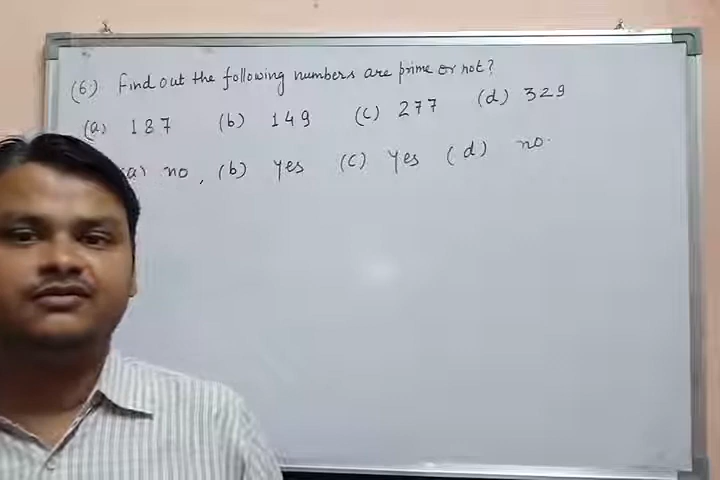 (6) Find out the following numbers are prime or not?
(a) 187 (b) 149 (c) 277 (d) 329
(a) no, (b) yes (c) yes (d) no.